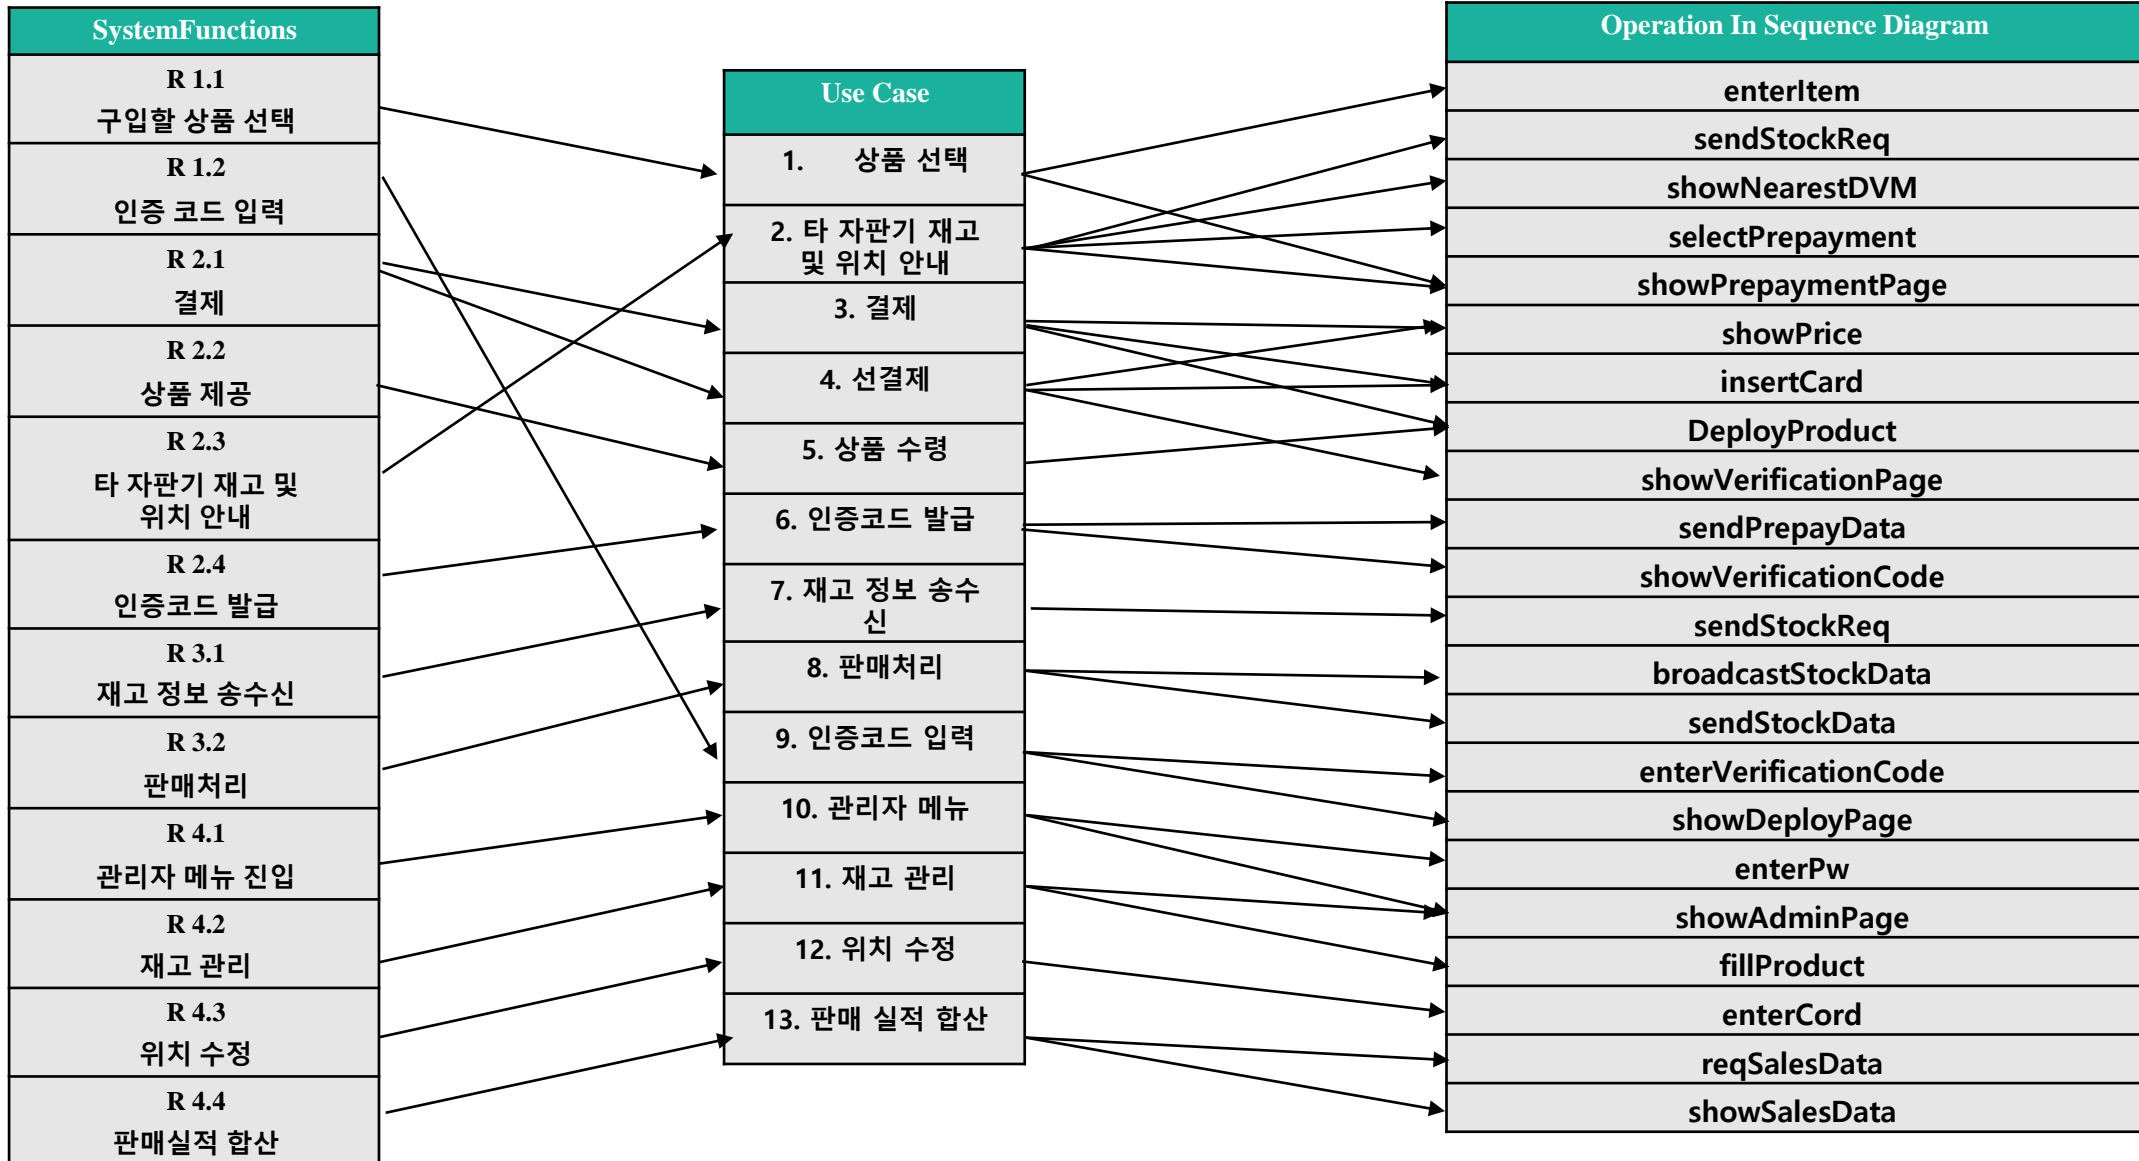 SystemFunctions
R 1.1
구입할 상품 선택
R 1.2
인증 코드 입력
R 2.1
결제
R 2.2
상품 제공
R 2.3
타 자판기 재고 및
위치 안내
R 2.4
인증코드 발급
R 3.1
재고 정보 송수신
R 3.2
판매처리
R 4.1
관리자 메뉴 진입
R 4.2
재고 관리
R 4.3
위치 수정
R 4.4
판매실적 합산
Use Case
1. 상품 선택
2. 타 자판기 재고
및 위치 안내
3. 결제
4. 선결제
5. 상품 수령
6. 인증코드 발급
7. 재고 정보 송수
신
8. 판매처리
9. 인증코드 입력
10. 관리자 메뉴
11. 재고 관리
12. 위치 수정
13. 판매 실적 합산
Operation In Sequence Diagram
enterItem
sendStockReq
showNearestDVM
selectPrepayment
showPrepaymentPage
showPrice
insertCard
DeployProduct
showVerificationPage
sendPrepayData
showVerificationCode
sendStockReq
broadcastStockData
sendStockData
enterVerificationCode
showDeployPage
enterPw
showAdminPage
fillProduct
enterCord
reqSalesData
showSalesData